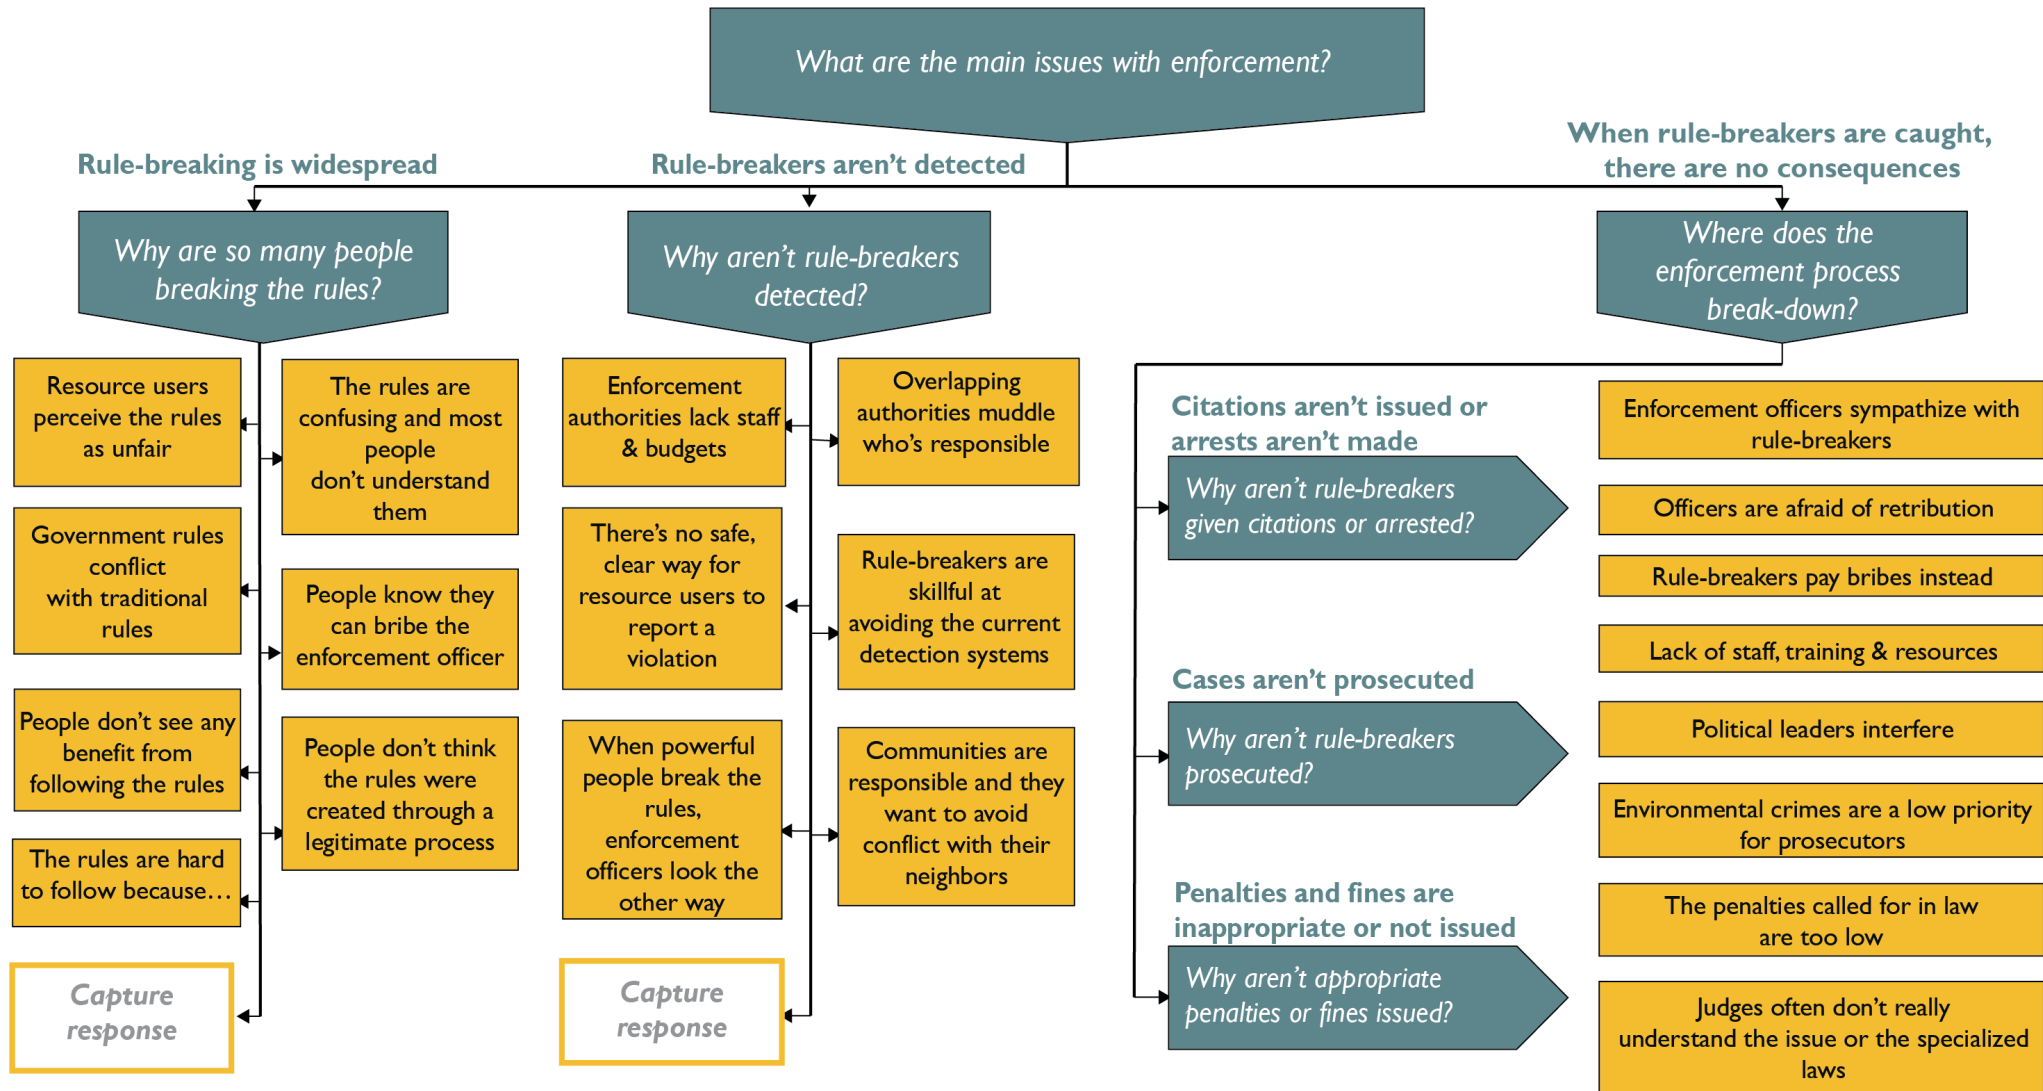 What are the main issues with enforcement?
Rule-breaking is widespread
Rule-breakers aren't detected
When rule-breakers are caught,
there are no consequences
Why are so many people
breaking the rules?
Why aren't rule-breakers
detected?
Where does the
enforcement process
break-down?
Resource users
perceive the rules
as unfair
The rules are
confusing and most
people
don't understand
them
Government rules
conflict
with traditional
rules
People know they
can bribe the
enforcement officer
People don't see any
benefit from
following the rules
People don't think
the rules were
created through a
legitimate process
The rules are hard
to follow because…
Capture
response
Enforcement
authorities lack staff
& budgets
Overlapping
authorities muddle
who's responsible
There's no safe,
clear way for
resource users to
report a
violation
Rule-breakers are
skillful at
avoiding the current
detection systems
When powerful
people break the
rules,
enforcement
officers look the
other way
Communities are
responsible and they
want to avoid
conflict with their
neighbors
Capture
response
Citations aren't issued or
arrests aren't made
Why aren't rule-breakers
given citations or arrested?
Cases aren't prosecuted
Why aren't rule-breakers
prosecuted?
Penalties and fines are
inappropriate or not issued
Why aren't appropriate
penalties or fines issued?
Enforcement officers sympathize with
rule-breakers
Officers are afraid of retribution
Rule-breakers pay bribes instead
Lack of staff, training & resources
Political leaders interfere
Environmental crimes are a low priority
for prosecutors
The penalties called for in law
are too low
Judges often don't really
understand the issue or the specialized
laws